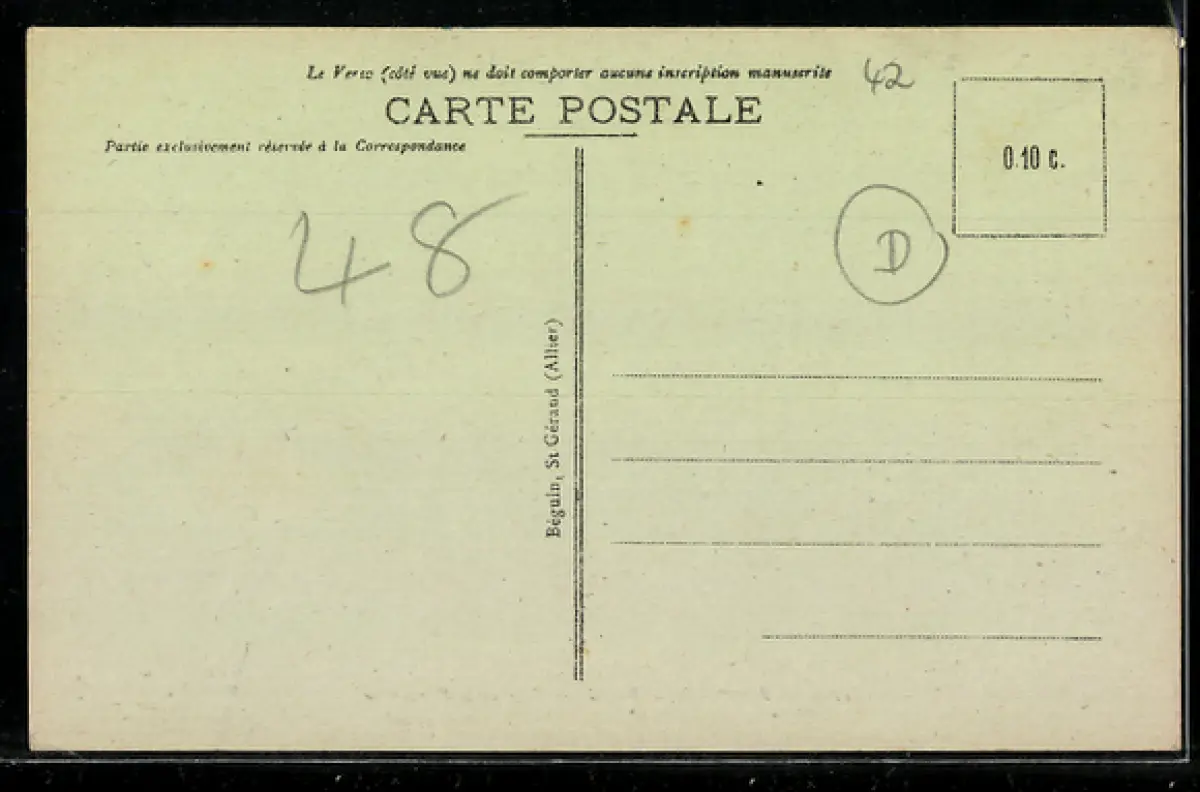 Le Verso (côté vue) ne doit comporter aucune inscription manuscrite
42
CARTE POSTALE
Partie exclusivement réservée à la Correspondance
0.10 c.
48
D
Béguin, St Gérand (Allier)